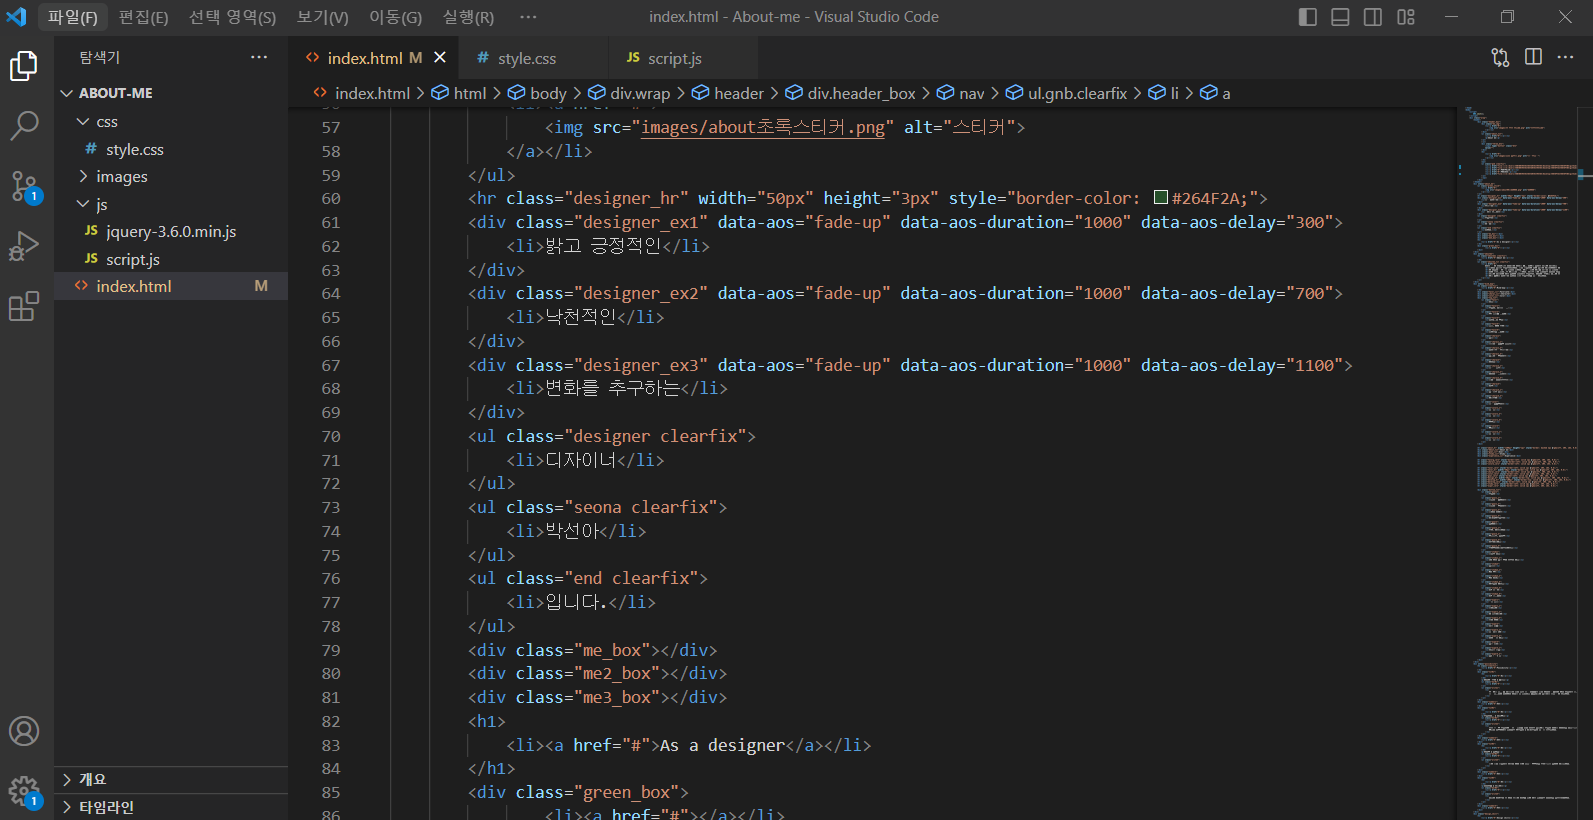 파일(F) 편집(E) 선택 영역(S) 보기(V) 이동(G) 실행(R) ··· index.html - About-me - Visual Studio Code
탐색기 ···
index.html M
style.css
JS script.js
ABOUT-ME
css
# style.css
images
js
JS jquery-3.6.0.min.js
JS script.js
index.html M
개요
타임라인
1
1
index.html > html > body > div.wrap > header > div.header_box > nav > ul.gnb.clearfix > li > a
57 <img src="images/about초록스티커.png" alt="스티커">
58 </a></li>
59 </ul>
60 <hr class="designer_hr" width="50px" height="3px" style="border-color: #264F2A;">
61 <div class="designer_ex1" data-aos="fade-up" data-aos-duration="1000" data-aos-delay="300">
62 <li>밝고 긍정적인</li>
63 </div>
64 <div class="designer_ex2" data-aos="fade-up" data-aos-duration="1000" data-aos-delay="700">
65 <li>낙천적인</li>
66 </div>
67 <div class="designer_ex3" data-aos="fade-up" data-aos-duration="1000" data-aos-delay="1100">
68 <li>변화를 추구하는</li>
69 </div>
70 <ul class="designer clearfix">
71 <li>디자이너</li>
72 </ul>
73 <ul class="seona clearfix">
74 <li>박선아</li>
75 </ul>
76 <ul class="end clearfix">
77 <li>입니다.</li>
78 </ul>
79 <div class="me_box"></div>
80 <div class="me2_box"></div>
81 <div class="me3_box"></div>
82 <h1>
83 <li><a href="#">As a designer</a></li>
84 </h1>
85 <div class="green_box">
86 <li><a href="#"></a></li>